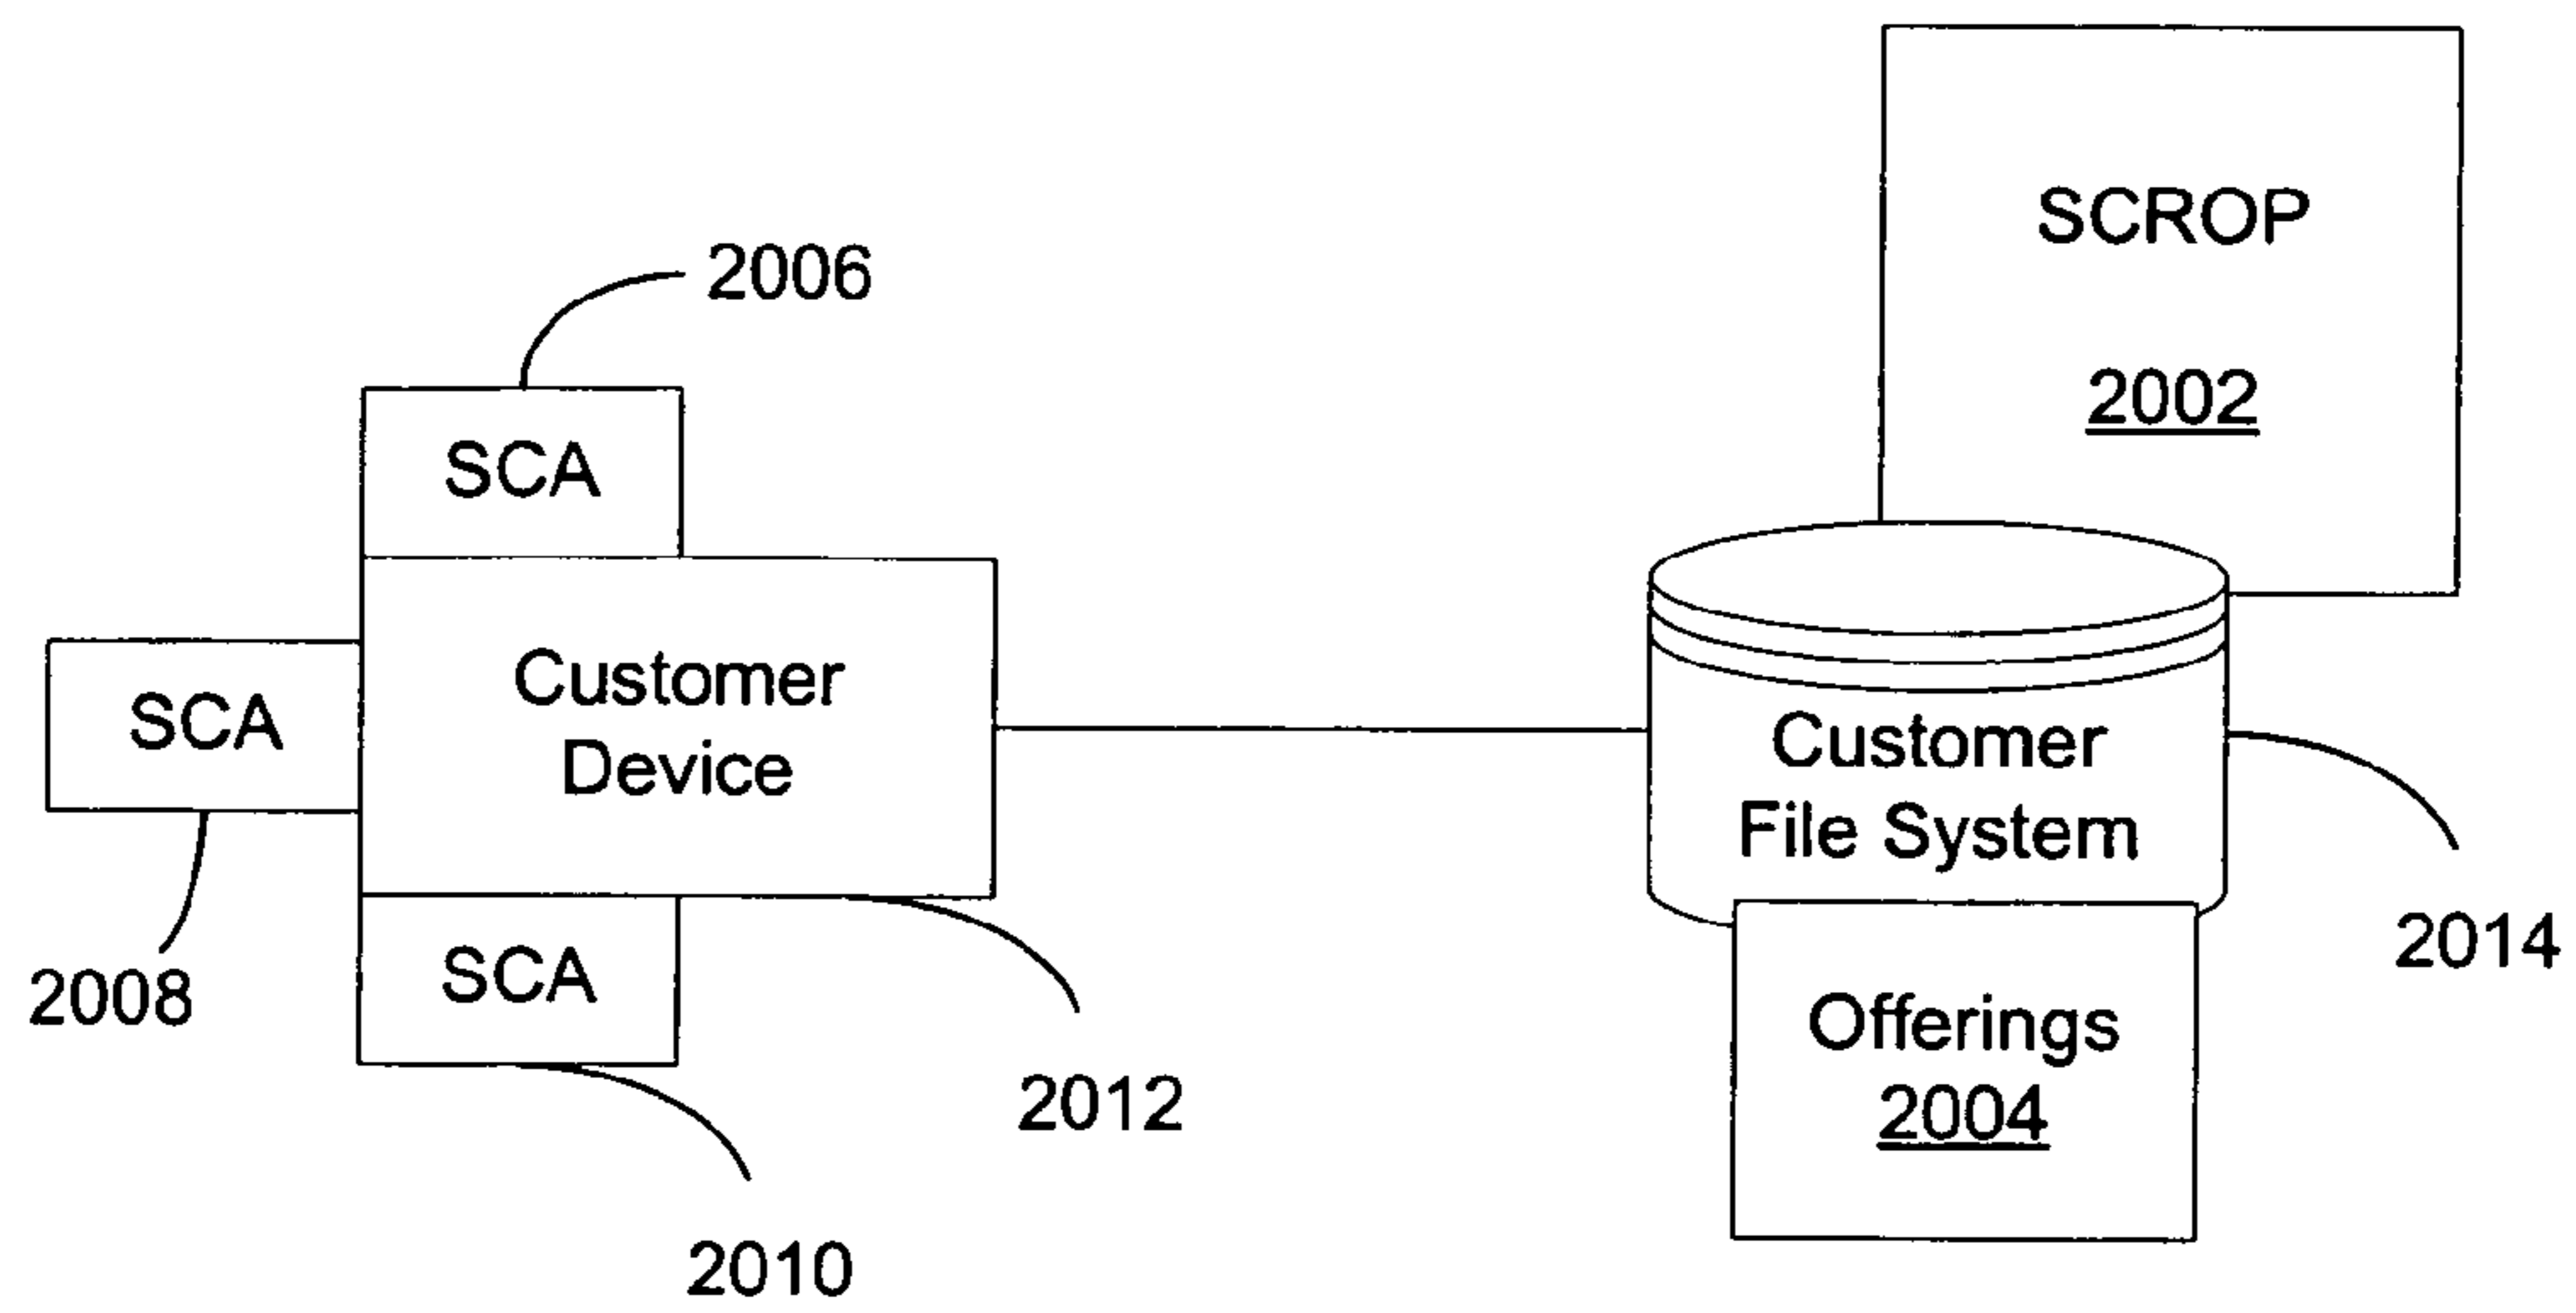 SCROP
2002
2006
SCA
Customer
Device
SCA
2008
SCA
2012
2010
Customer
File System
2014
Offerings
2004